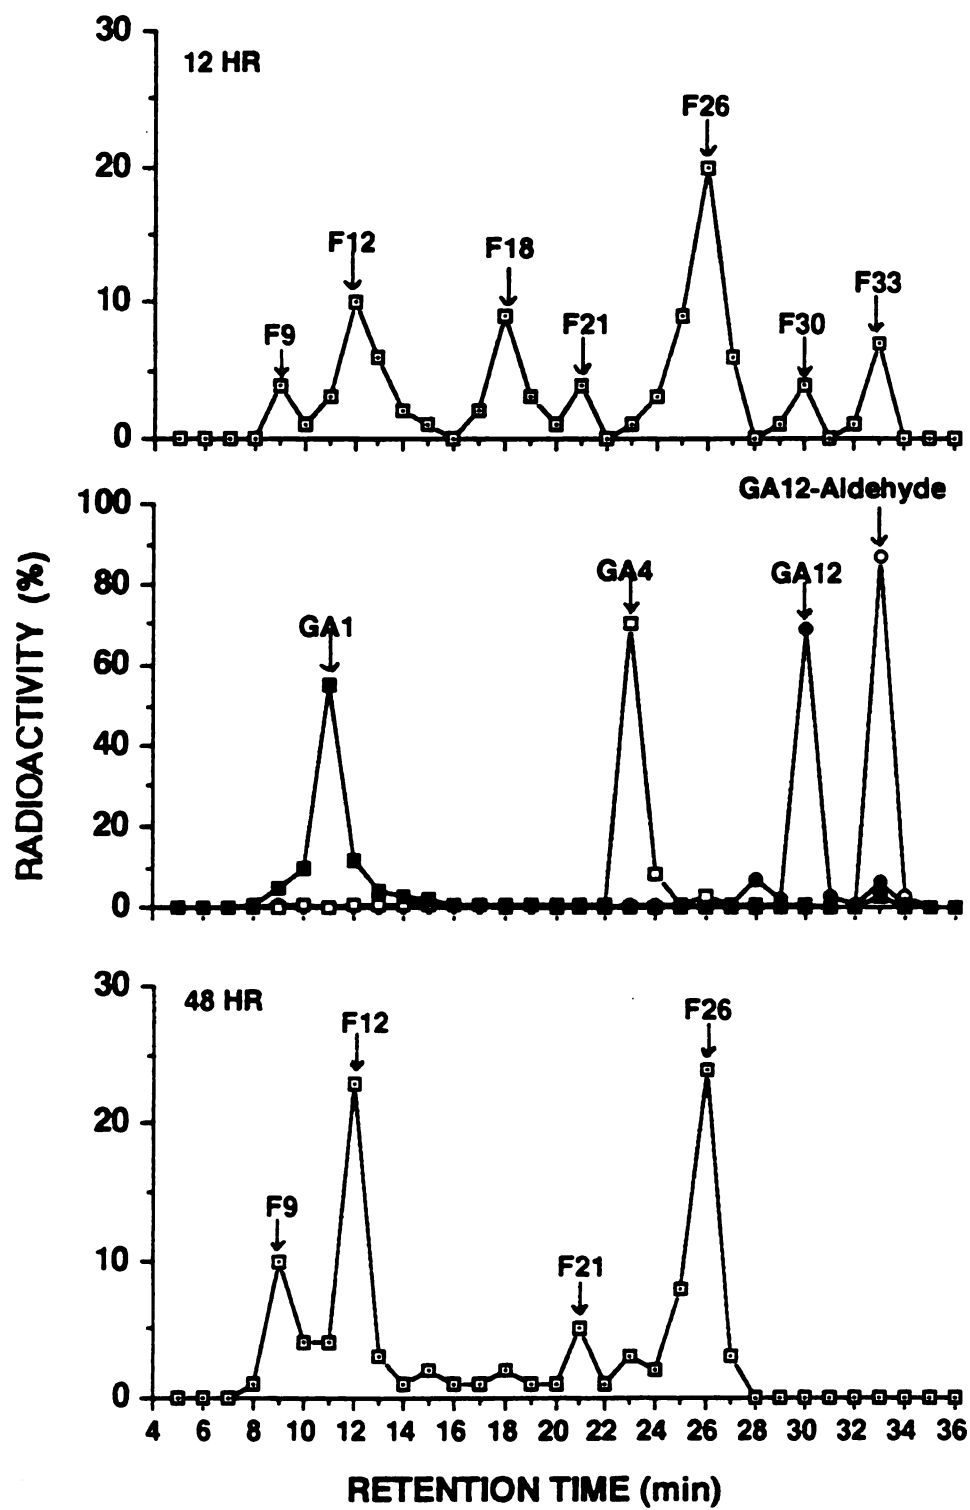 30
12 HR
F26
20
F12
F18
F33
10
F9
F21
F30
0
100
GA12-Aldehyde
80
GA4
GA12
GA1
60
40
20
0
RADIOACTIVITY (%)
30
48 HR
F12
F26
20
F9
10
F21
0
4 6 8 10 12 14 16 18 20 22 24 26 28 30 32 34 36
RETENTION TIME (min)